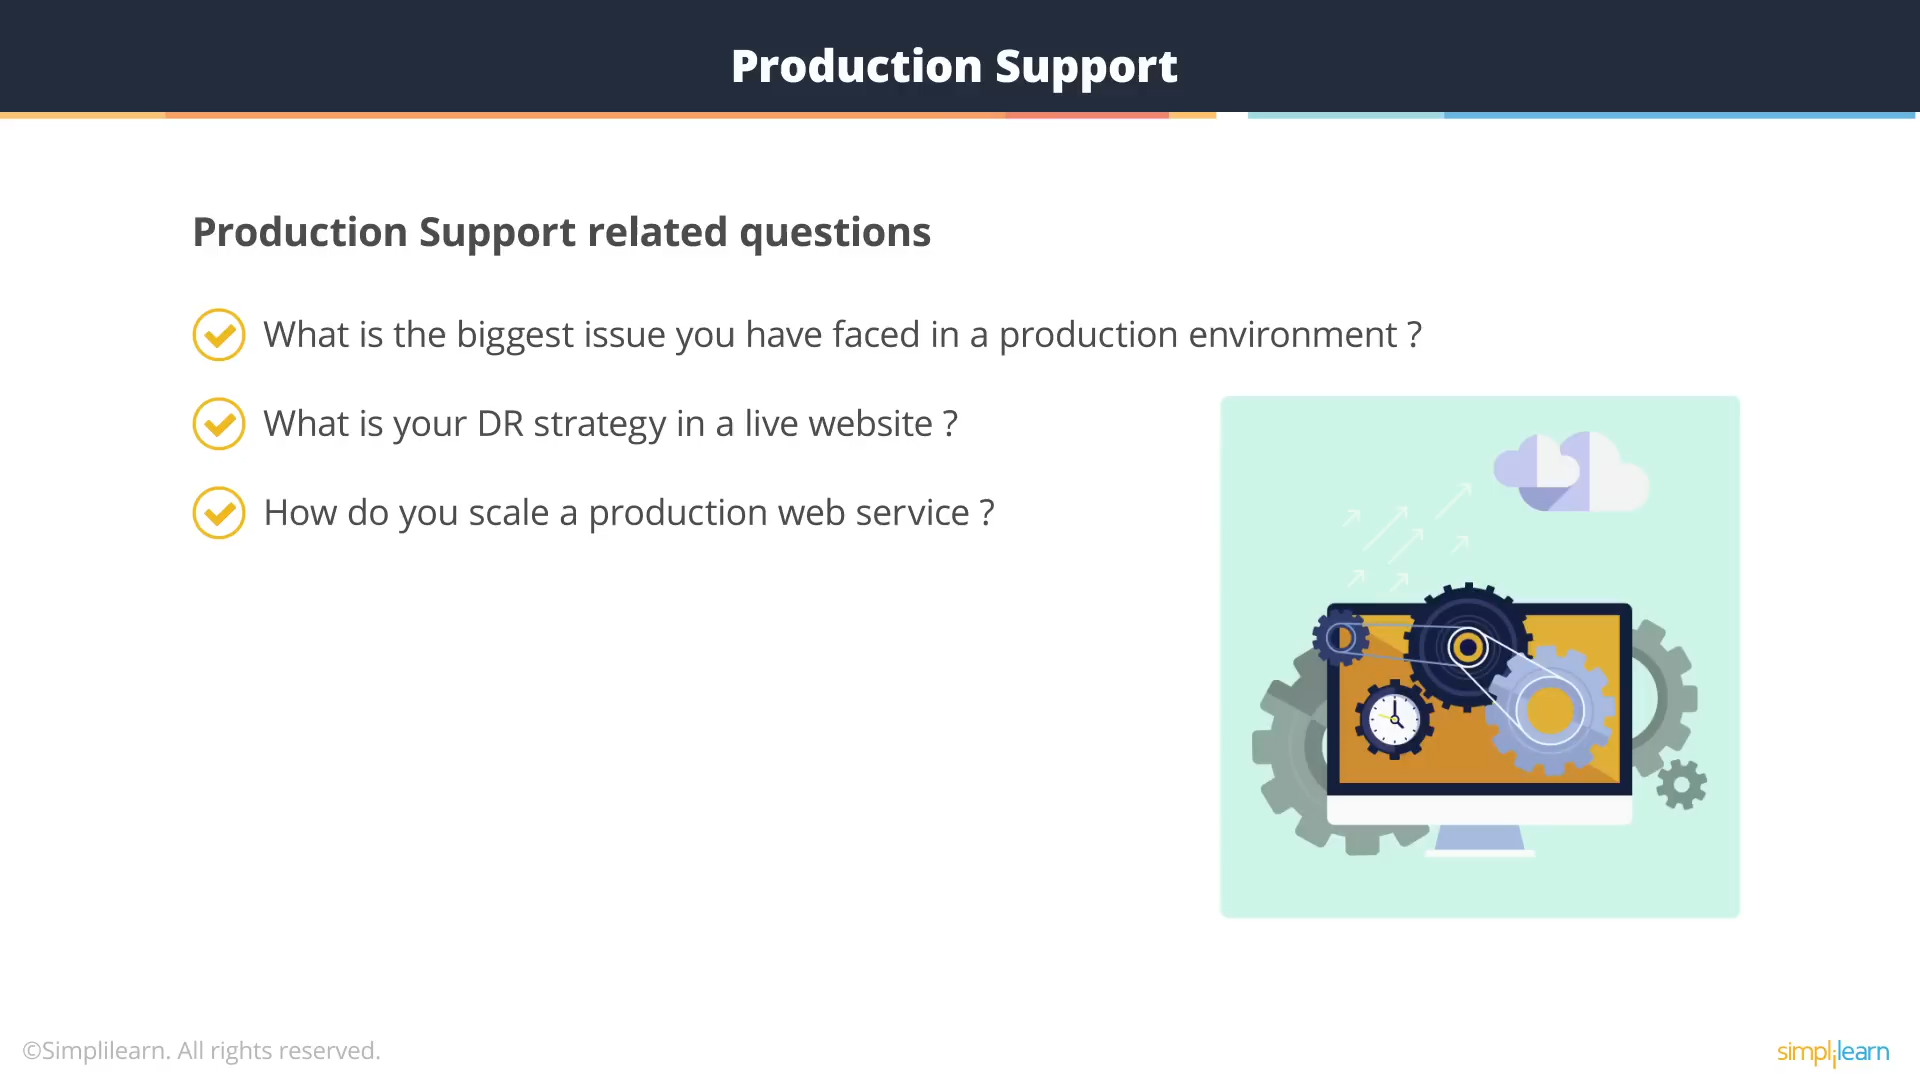 Production Support
Production Support related questions
What is the biggest issue you have faced in a production environment ?
What is your DR strategy in a live website ?
How do you scale a production web service ?
©Simplilearn. All rights reserved.
simplilearn